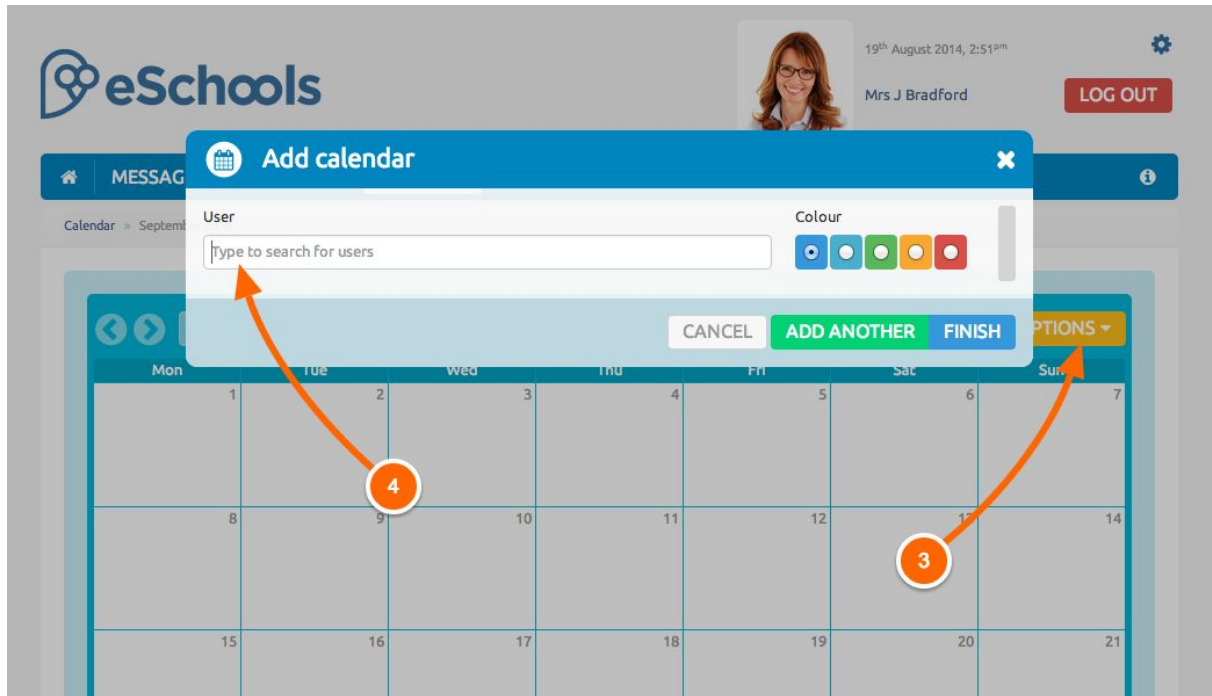 eSchools
19th August 2014, 2:51pm
Mrs J Bradford
LOG OUT
Add calendar
MESSAG
Calendar » Septemb
User
Colour
Type to search for users
CANCEL ADD ANOTHER FINISH
PTIONS
Mon Tue Wed Thu Fri Sat Sun
1 2 3 4 5 6 7
4
8 9 10 11 12 13 14
3
15 16 17 18 19 20 21